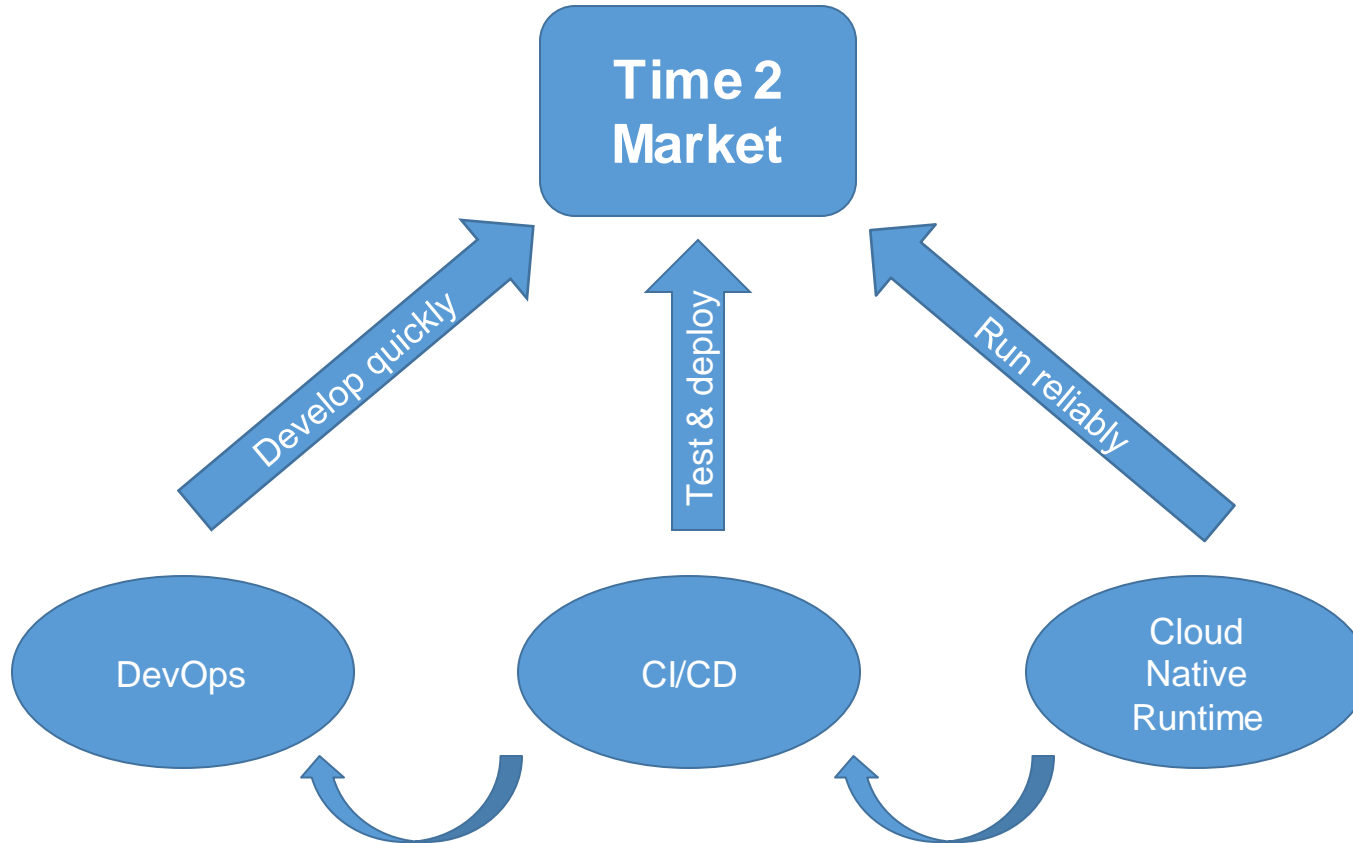 Time 2
Market
Develop quickly
Test & deploy
Run reliably
DevOps
CI/CD
Cloud
Native
Runtime